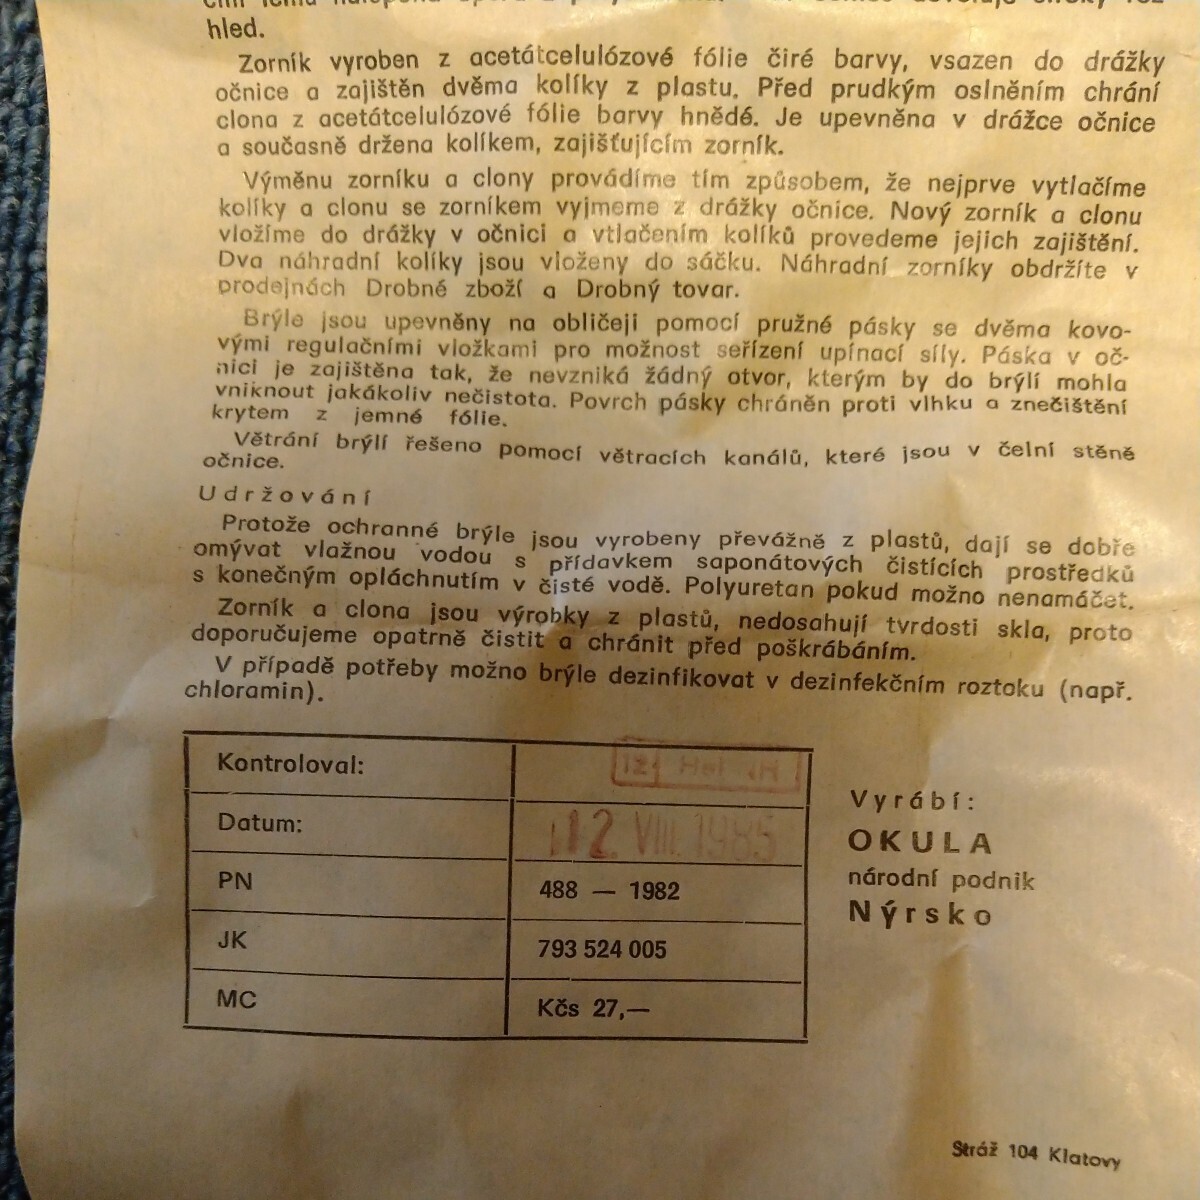 hled.
Zorník vyroben z acetátcelulózové fólie čiré barvy, vsazen do drážky
očnice a zajištěn dvěma kolíky z plastu. Před prudkým oslněním chrání
clona z acetátcelulózové fólie barvy hnědé. Je upevněna v drážce očnice
a současně držena kolíkem, zajišťujícím zorník.
Výměnu zorníku a clony provádíme tím způsobem, že nejprve vytlačíme
kolíky a clonu se zorníkem vyjmeme z drážky očnice. Nový zorník a clonu
vložíme do drážky v očnici a vtlačením kolíků provedeme jejich zajištění.
Dva náhradní kolíky jsou vloženy do sáčku. Náhradní zorníky obdržíte v
prodejnách Drobné zboží a Drobný tovar.
Brýle jsou upevněny na obličeji pomocí pružné pásky se dvěma kovo-
vými regulačními vložkami pro možnost seřízení upínací síly. Páska v oč-
nici je zajištěna tak, že nevzniká žádný otvor, kterým by do brýlí mohla
vniknout jakákoliv nečistota. Povrch pásky chráněn proti vlhku a znečištění
krytem z jemné fólie.
Větrání brýlí řešeno pomocí větracích kanálů, které jsou v čelní stěně
očnice.
Udržování
Protože ochranné brýle jsou vyrobeny převážně z plastů, dají se dobře
omývat vlažnou vodou s přídavkem saponátových čistících prostředků
s konečným opláchnutím v čisté vodě. Polyuretan pokud možno nenamáčet.
Zorník a clona jsou výrobky z plastů, nedosahují tvrdosti skla, proto
doporučujeme opatrně čistit a chránit před poškrábáním.
V případě potřeby možno brýle dezinfikovat v dezinfekčním roztoku (např.
chloramin).
Kontroloval:
Datum: 12. VIII. 1985
PN 488 — 1982
JK 793 524 005
MC Kčs 27,—
Vyrábí:
OKULA
národní podnik
Nýrsko
Stráž 104 Klatovy